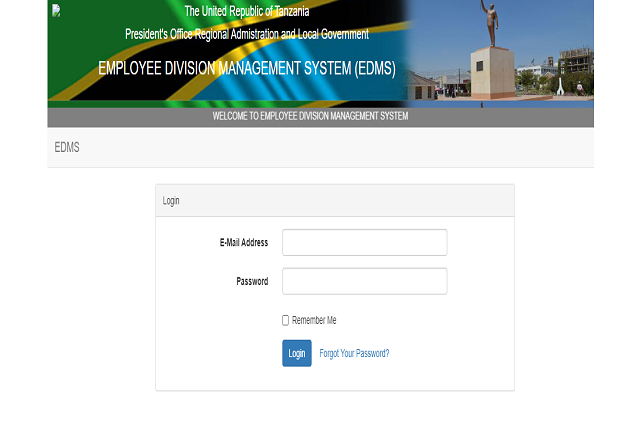 The United Republic of Tanzania
President's Office Regional Admistration and Local Government
EMPLOYEE DIVISION MANAGEMENT SYSTEM (EDMS)
WELCOME TO EMPLOYEE DIVISION MANAGEMENT SYSTEM
EDMS
Login
E-Mail Address
Password
Remember Me
Login Forgot Your Password?